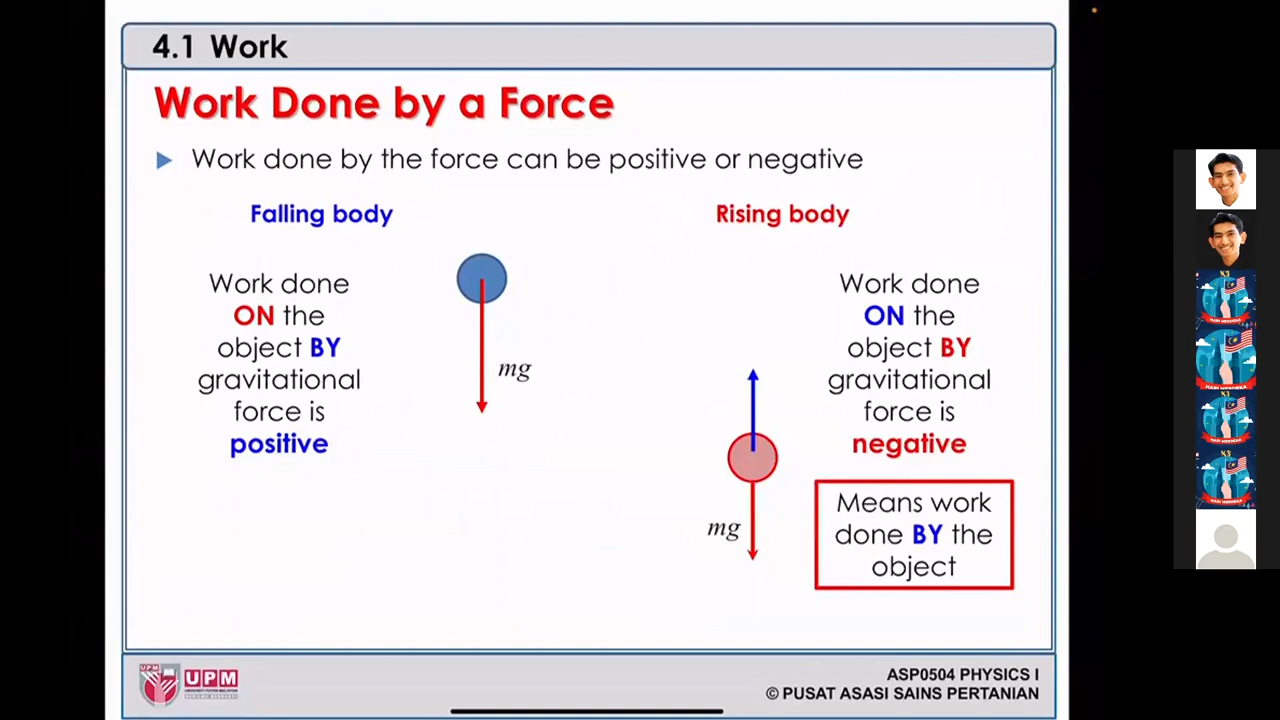 4.1 Work
Work Done by a Force
Work done by the force can be positive or negative
Falling body
Rising body
Work done
ON the
object BY
gravitational
force is
positive
mg
Work done
ON the
object BY
gravitational
force is
negative
mg
Means work
done BY the
object
UPM
UPM
ASP0504 PHYSICS I
© PUSAT ASASI SAINS PERTANIAN